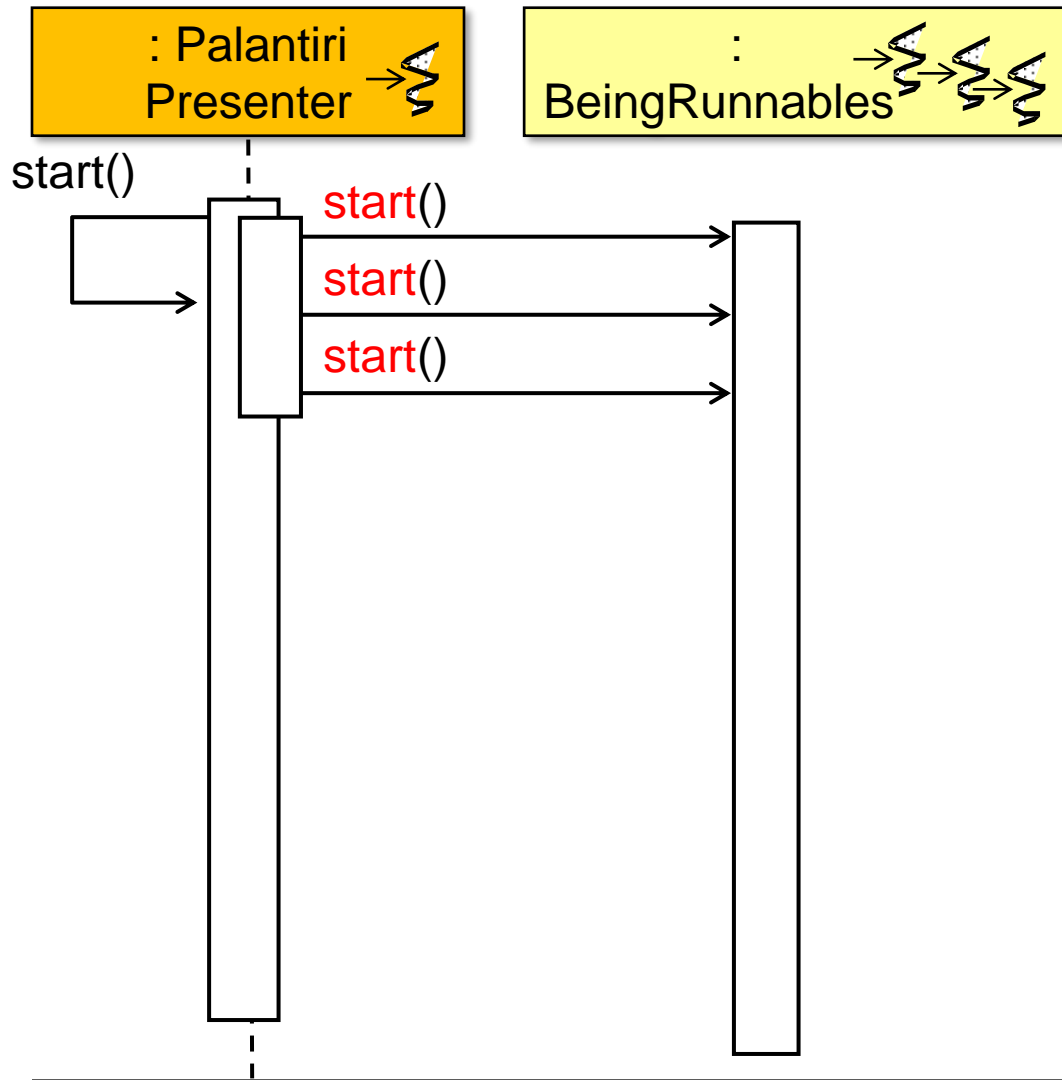 : Palantiri
Presenter
:
BeingRunnables
start()
start()
start()
start()